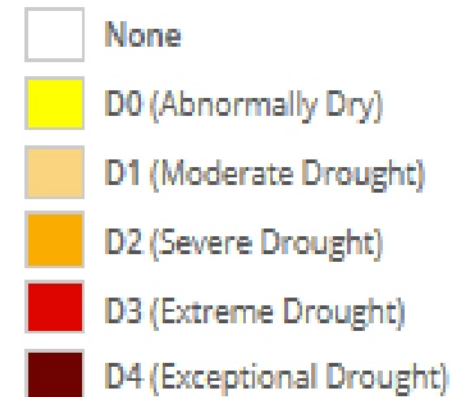 None
D0 (Abnormally Dry)
D1 (Moderate Drought)
D2 (Severe Drought)
D3 (Extreme Drought)
D4 (Exceptional Drought)